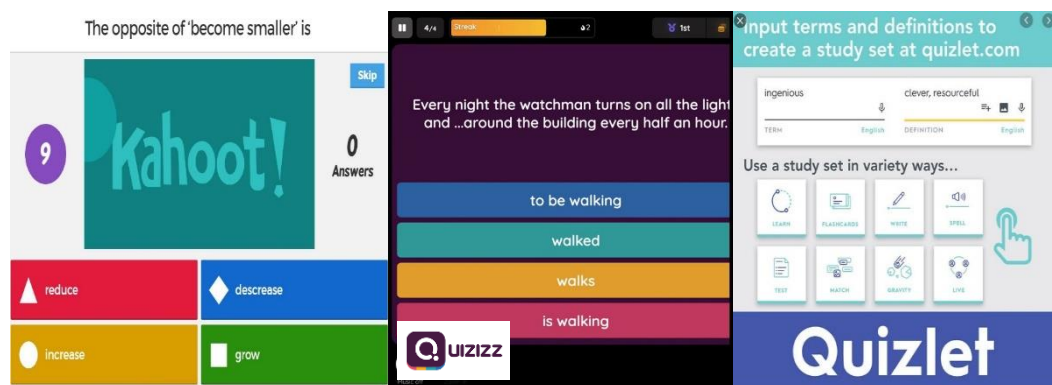 The opposite of 'become smaller' is
Skip
9
Kahoot!
0
Answers
reduce
descrease
increase
grow
4/4
Streak
2
1st
Every night the watchman turns on all the light
and ...around the building every half an hour.
to be walking
walked
walks
is walking
QUIZIZZ
Input terms and definitions to
create a study set at quizlet.com
ingenious
clever, resourceful
TERM
English
DEFINITION
English
Use a study set in variety ways...
LEARN
FLASHCARDS
WRITE
SPELL
TEST
MATCH
GRAVITY
LIVE
Quizlet